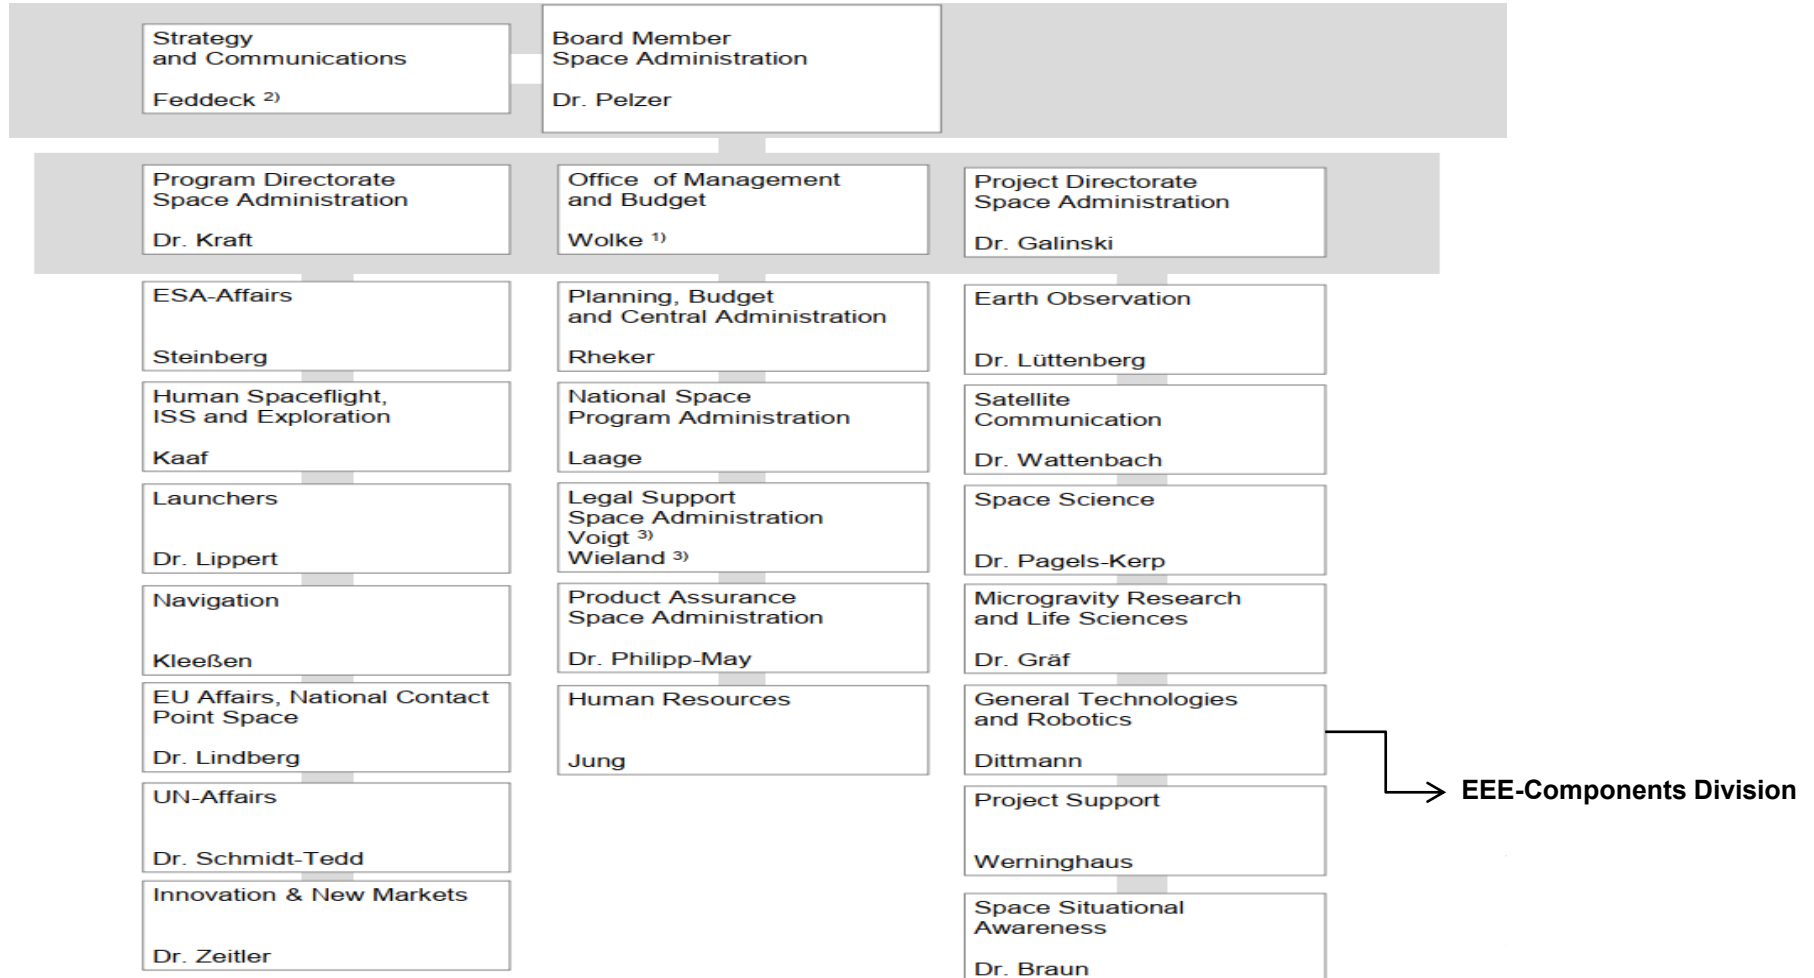 Strategy
and Communications
Feddeck ²⁾
Board Member
Space Administration
Dr. Pelzer
Program Directorate
Space Administration
Dr. Kraft
Office of Management
and Budget
Wolke ¹⁾
Project Directorate
Space Administration
Dr. Galinski
ESA-Affairs
Steinberg
Human Spaceflight,
ISS and Exploration
Kaaf
Launchers
Dr. Lippert
Navigation
Kleeßen
EU Affairs, National Contact
Point Space
Dr. Lindberg
UN-Affairs
Dr. Schmidt-Tedd
Innovation & New Markets
Dr. Zeitler
Planning, Budget
and Central Administration
Rheker
National Space
Program Administration
Laage
Legal Support
Space Administration
Voigt ³⁾
Wieland ³⁾
Product Assurance
Space Administration
Dr. Philipp-May
Human Resources
Jung
Earth Observation
Dr. Lüttenberg
Satellite
Communication
Dr. Wattenbach
Space Science
Dr. Pagels-Kerp
Microgravity Research
and Life Sciences
Dr. Gräf
General Technologies
and Robotics
Dittmann
Project Support
Werninghaus
Space Situational
Awareness
Dr. Braun
EEE-Components Division